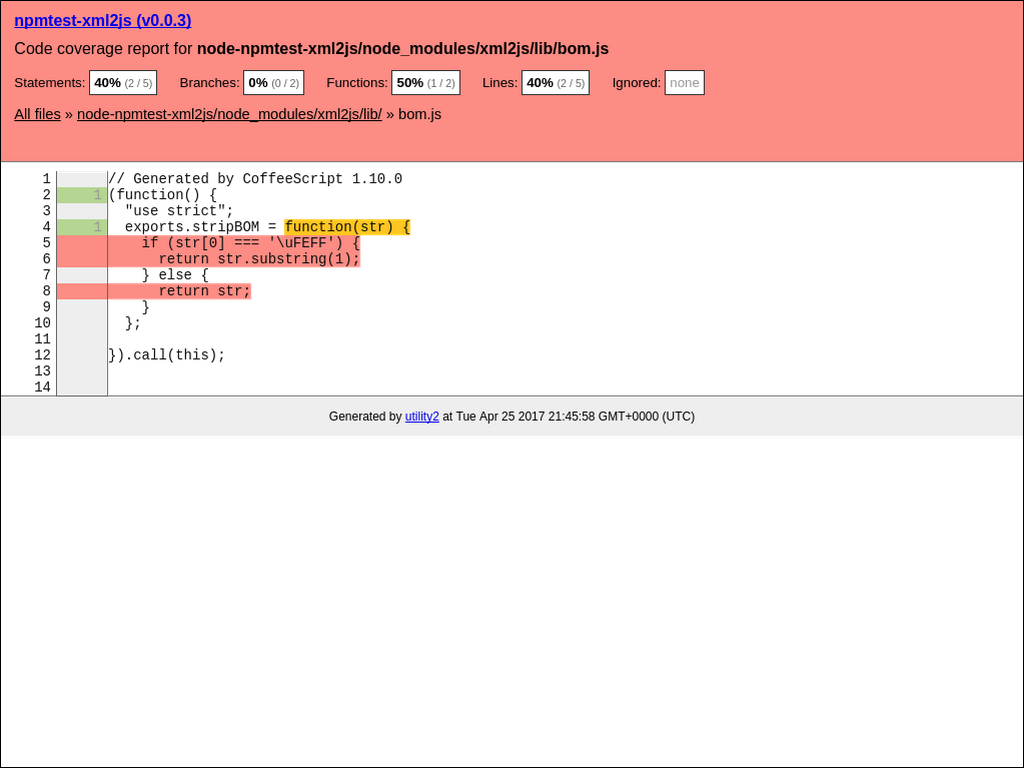 npmtest-xml2js (v0.0.3)
Code coverage report for node-npmtest-xml2js/node_modules/xml2js/lib/bom.js
Statements: 40% (2 / 5) Branches: 0% (0 / 2) Functions: 50% (1 / 2) Lines: 40% (2 / 5) Ignored: none
All files » node-npmtest-xml2js/node_modules/xml2js/lib/ » bom.js
1 // Generated by CoffeeScript 1.10.0
2 1 (function() {
3 "use strict";
4 1 exports.stripBOM = function(str) {
5 if (str[0] === '\uFEFF') {
6 return str.substring(1);
7 } else {
8 return str;
9 }
10 };
11
12 }).call(this);
13
14
Generated by utility2 at Tue Apr 25 2017 21:45:58 GMT+0000 (UTC)